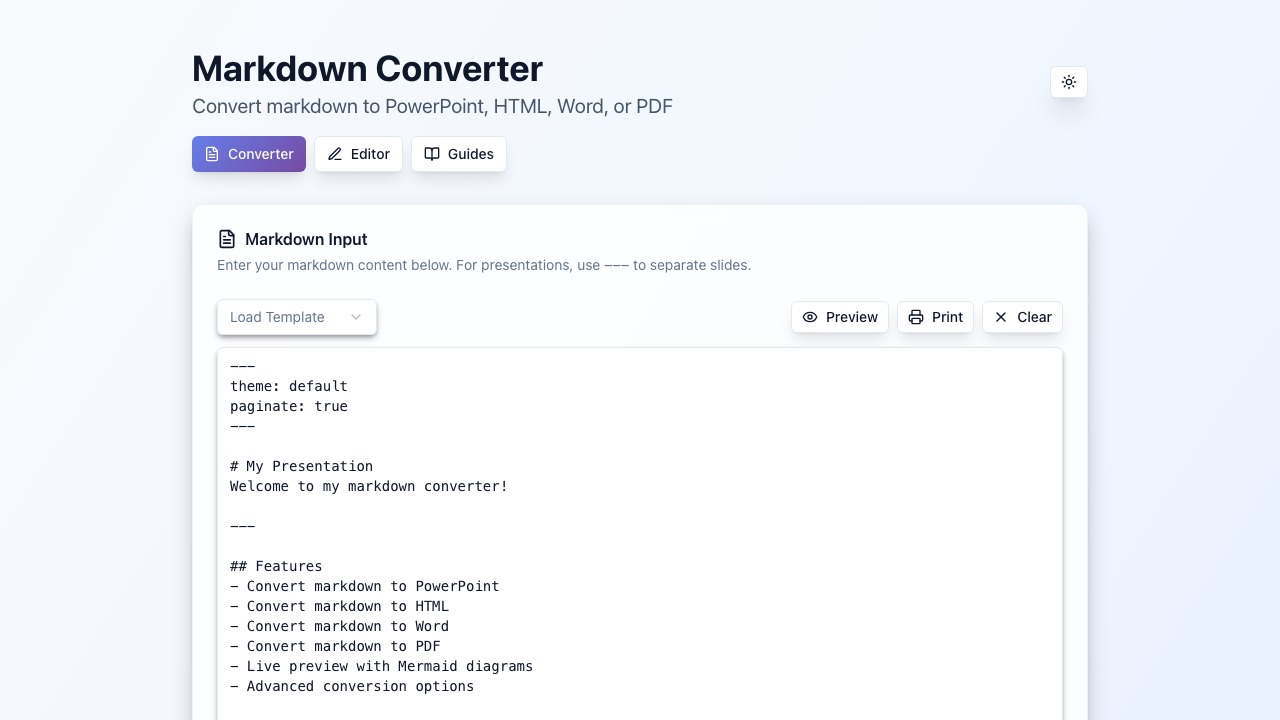 Markdown Converter
Convert markdown to PowerPoint, HTML, Word, or PDF
Converter
Editor
Guides
Markdown Input
Enter your markdown content below. For presentations, use --- to separate slides.
Load Template
Preview
Print
Clear
---
theme: default
paginate: true
---
# My Presentation
Welcome to my markdown converter!
---
## Features
- Convert markdown to PowerPoint
- Convert markdown to HTML
- Convert markdown to Word
- Convert markdown to PDF
- Live preview with Mermaid diagrams
- Advanced conversion options